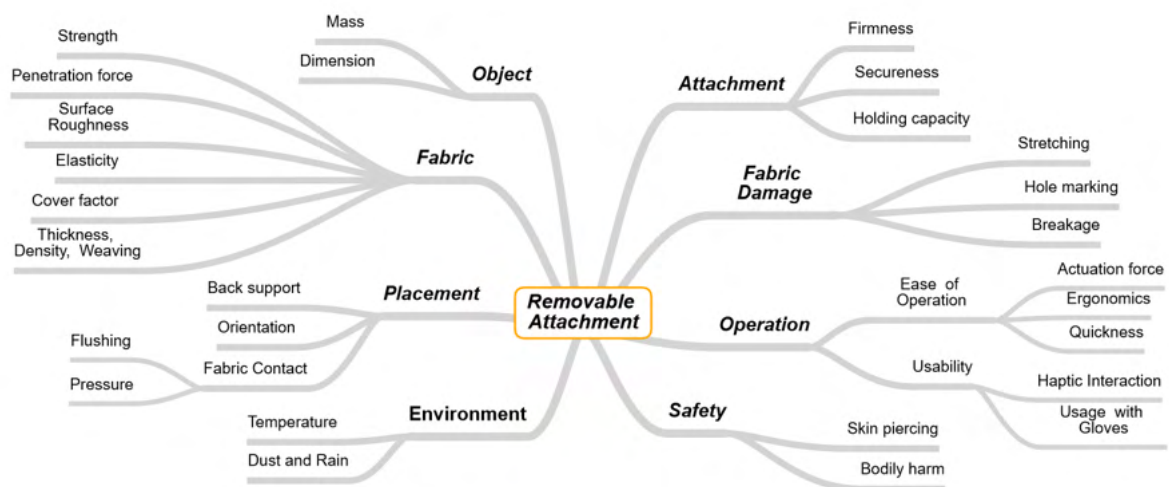 Mass
Strength
Dimension
Object
Penetration force
Surface
Roughness
Fabric
Elasticity
Cover factor
Thickness,
Density, Weaving
Back support
Placement
Orientation
Flushing
Fabric Contact
Pressure
Temperature
Environment
Dust and Rain
Removable
Attachment
Firmness
Attachment
Secureness
Holding capacity
Stretching
Fabric
Damage
Hole marking
Breakage
Actuation force
Ease of
Operation
Ergonomics
Operation
Quickness
Usability
Haptic Interaction
Usage with
Gloves
Safety
Skin piercing
Bodily harm